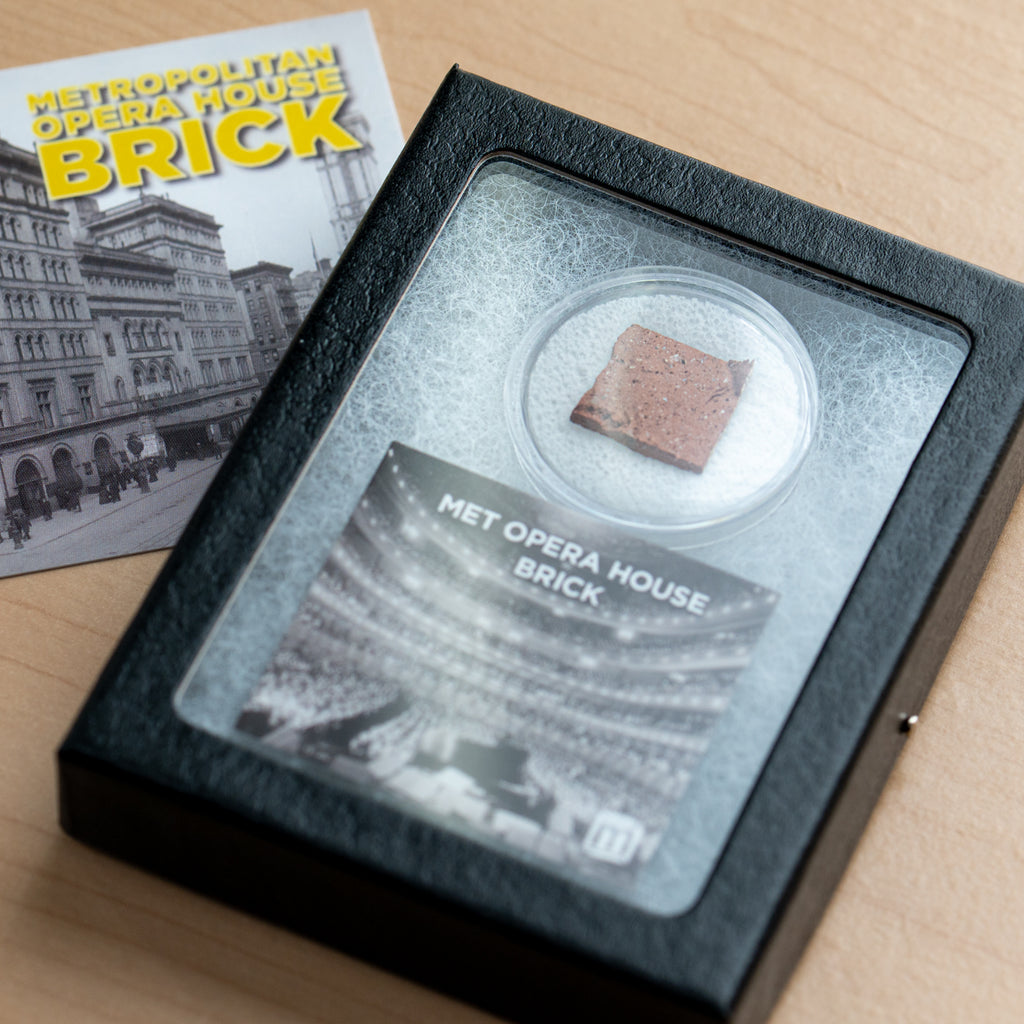 METROPOLITAN
OPERA HOUSE
BRICK
MET OPERA HOUSE
BRICK
m